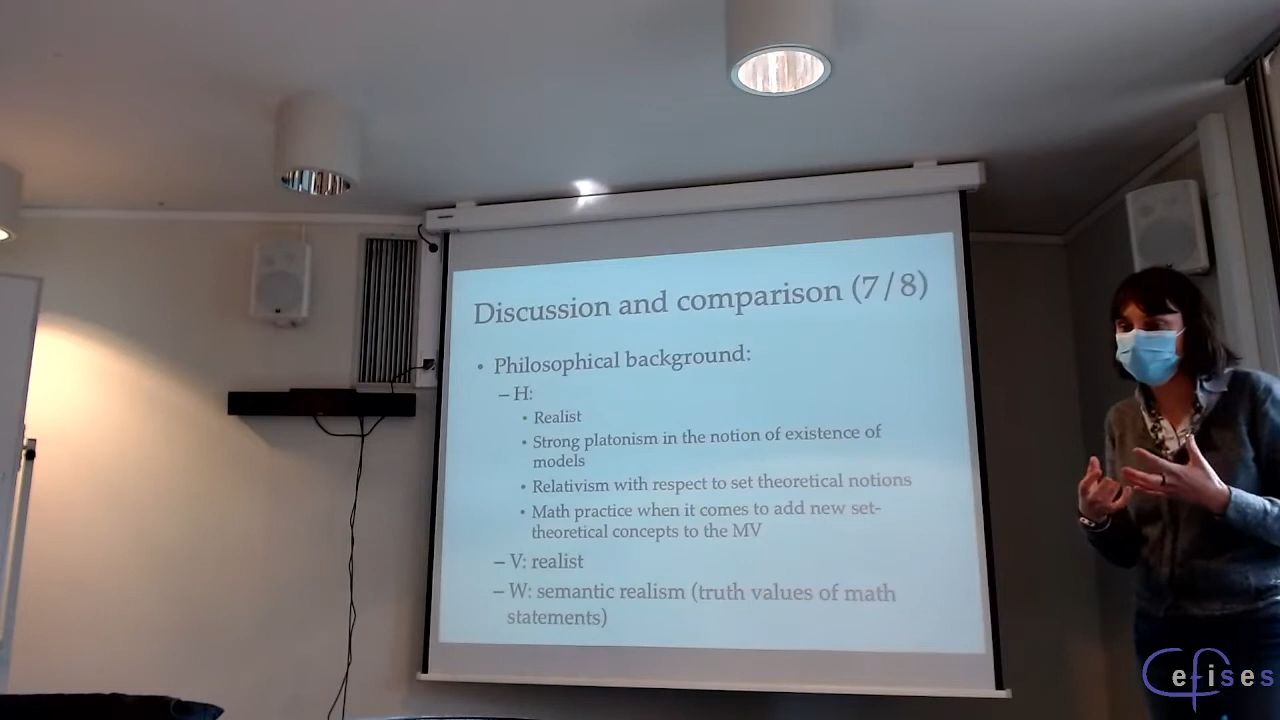 Discussion and comparison (7/8)
• Philosophical background:
– H:
• Realist
• Strong platonism in the notion of existence of
models
• Relativism with respect to set theoretical notions
• Math practice when it comes to add new set-
theoretical concepts to the MV
– V: realist
– W: semantic realism (truth values of math
statements)
Cefises